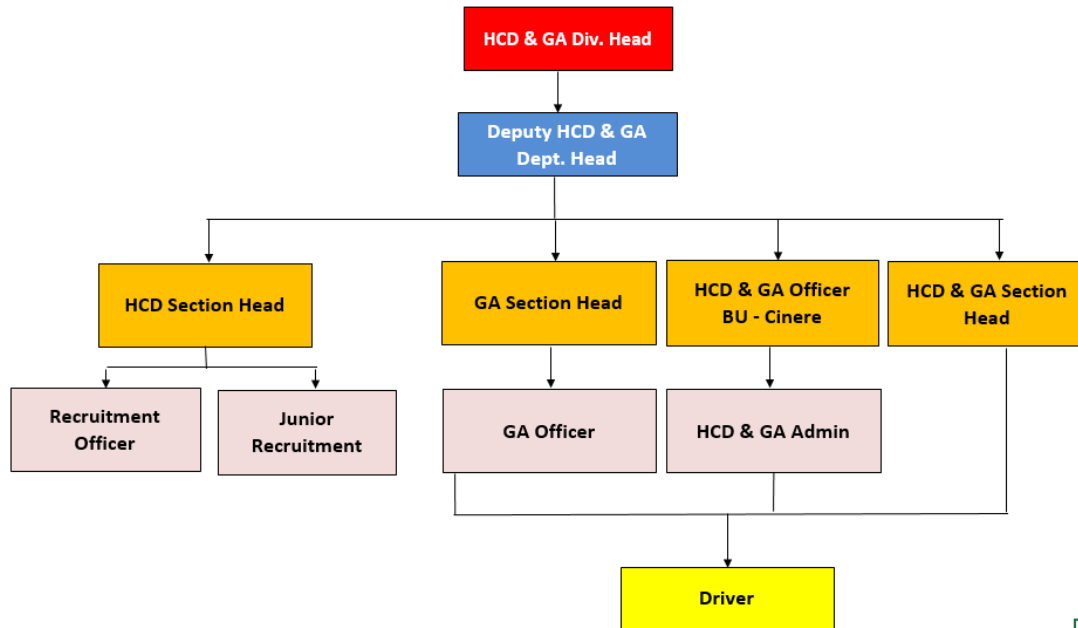 HCD & GA Div. Head
Deputy HCD & GA
Dept. Head
HCD Section Head
GA Section Head
HCD & GA Officer
BU - Cinere
HCD & GA Section
Head
Recruitment
Officer
Junior
Recruitment
GA Officer
HCD & GA Admin
Driver